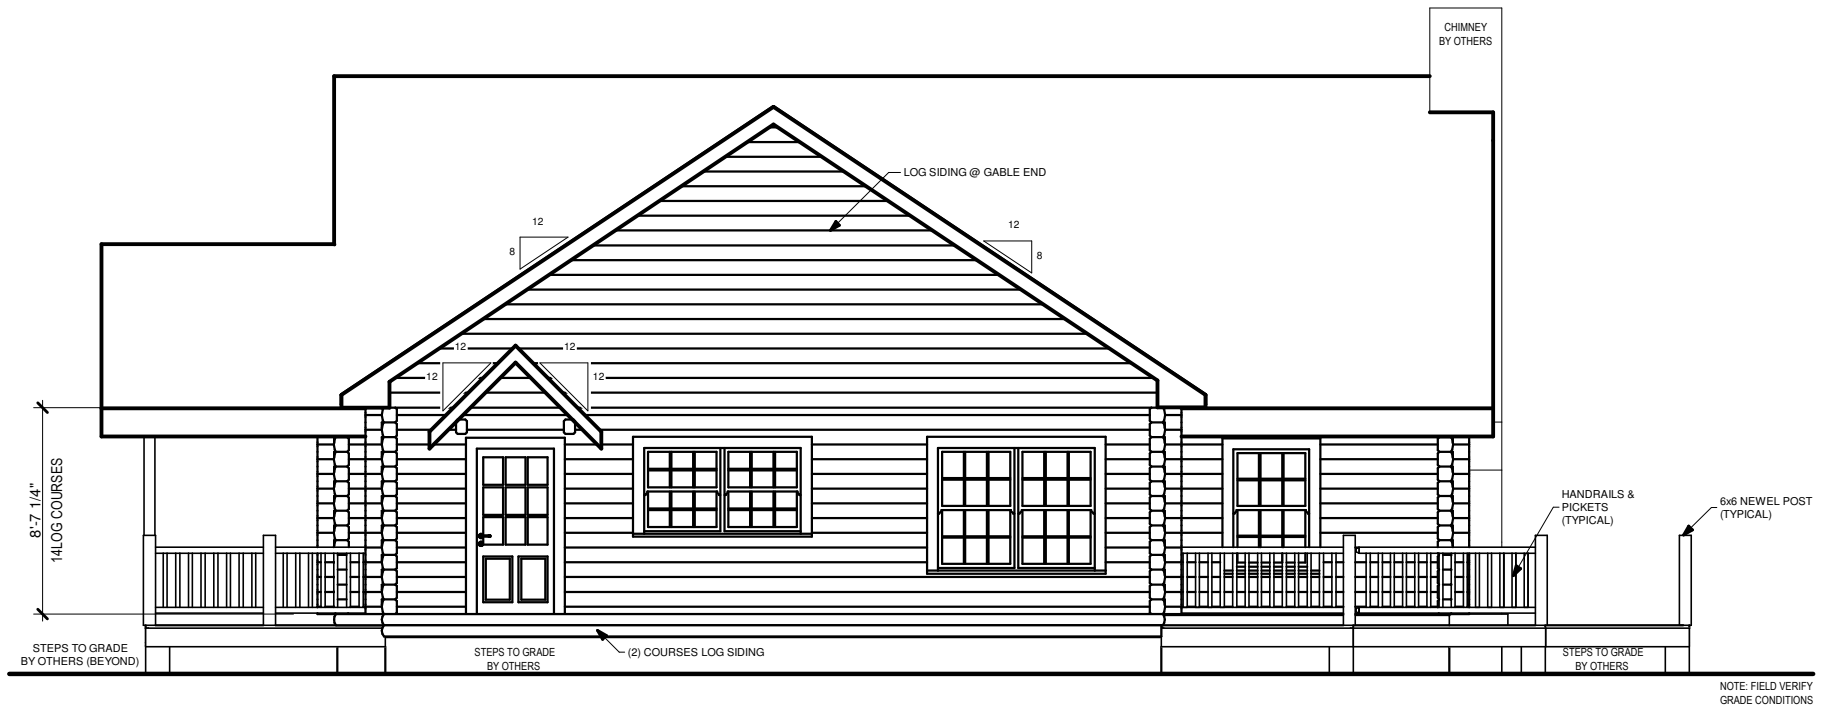 CHIMNEY
BY OTHERS
LOG SIDING @ GABLE END
12
8
12
8
12
12
12
12
8'-7 1/4"
14LOG COURSES
HANDRAILS &
PICKETS
(TYPICAL)
6x6 NEWEL POST
(TYPICAL)
STEPS TO GRADE
BY OTHERS (BEYOND)
STEPS TO GRADE
BY OTHERS
(2) COURSES LOG SIDING
STEPS TO GRADE
BY OTHERS
NOTE: FIELD VERIFY
GRADE CONDITIONS